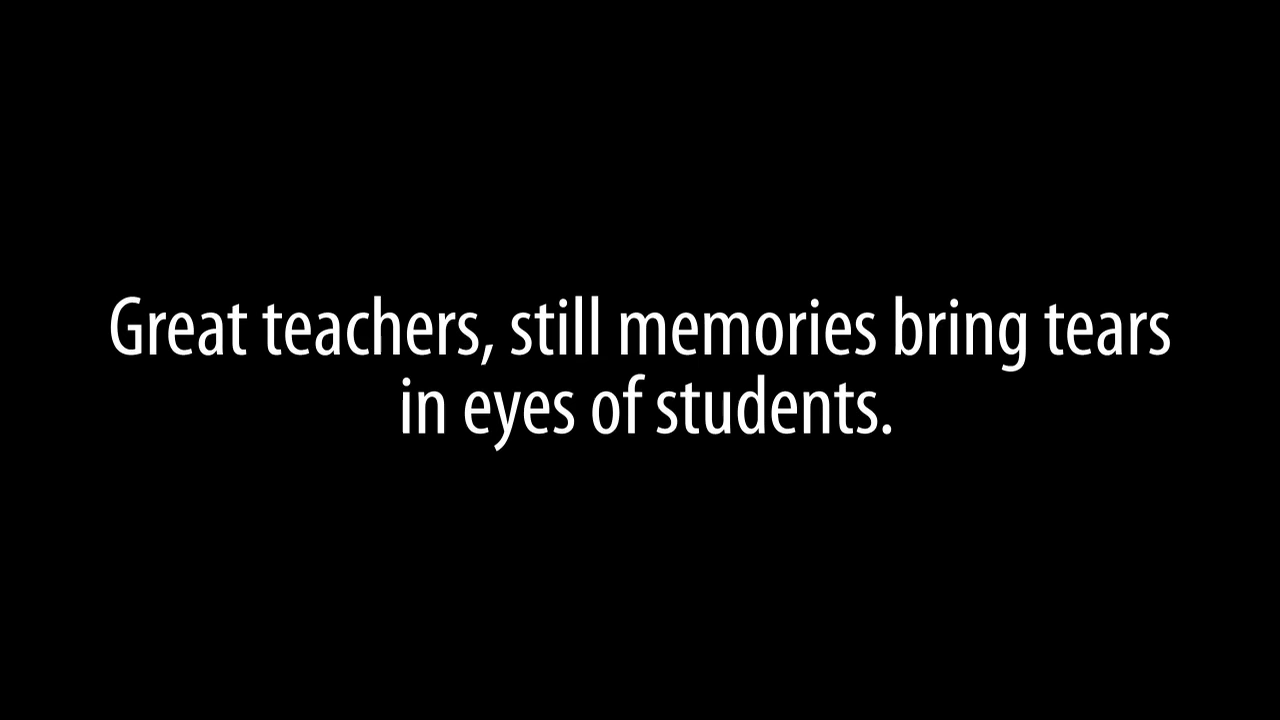 Great teachers, still memories bring tears
in eyes of students.